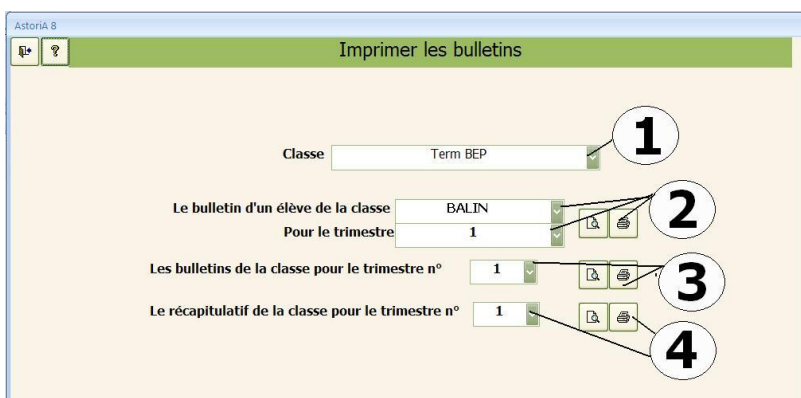 AstoriA 8
? Imprimer les bulletins
Classe Term BEP 1
Le bulletin d'un élève de la classe BALIN 2
Pour le trimestre 1
Les bulletins de la classe pour le trimestre n° 1 3
Le récapitulatif de la classe pour le trimestre n° 1 4